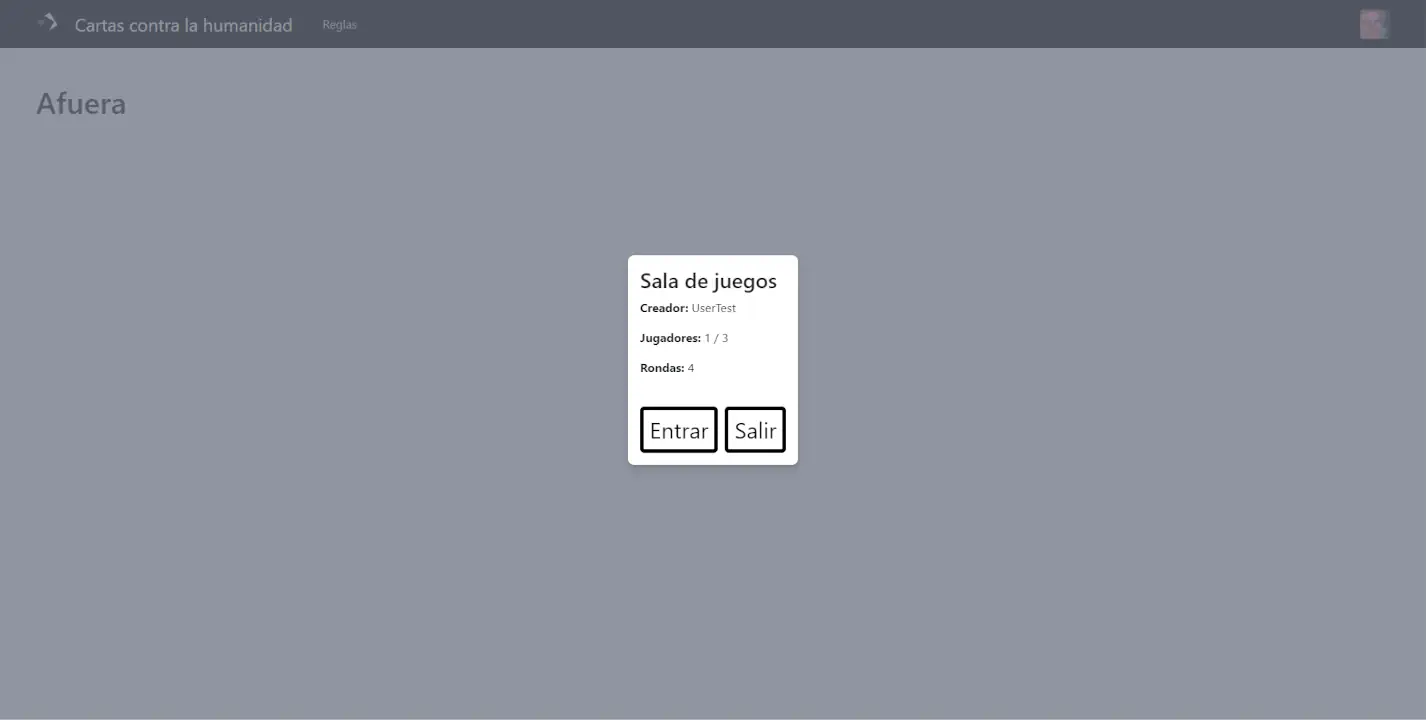 Cartas contra la humanidad Reglas
Afuera
Sala de juegos
Creador: UserTest
Jugadores: 1 / 3
Rondas: 4
Entrar Salir